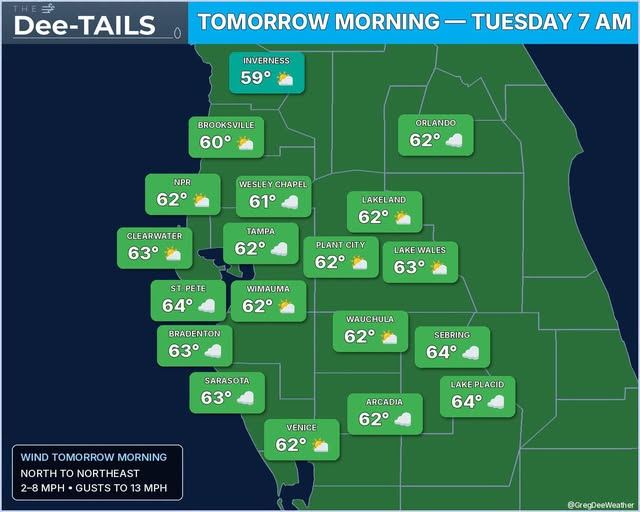 THE
Dee-TAILS
TOMORROW MORNING — TUESDAY 7 AM
INVERNESS
59°
BROOKSVILLE
60°
ORLANDO
62°
NPR
62°
WESLEY CHAPEL
61°
LAKELAND
62°
CLEARWATER
63°
TAMPA
62°
PLANT CITY
62°
LAKE WALES
63°
ST. PETE
64°
WIMAUMA
62°
WAUCHULA
62°
BRADENTON
63°
SEBRING
64°
SARASOTA
63°
LAKE PLACID
64°
ARCADIA
62°
VENICE
62°
WIND TOMORROW MORNING
NORTH TO NORTHEAST
2–8 MPH • GUSTS TO 13 MPH
@GregDeeWeather